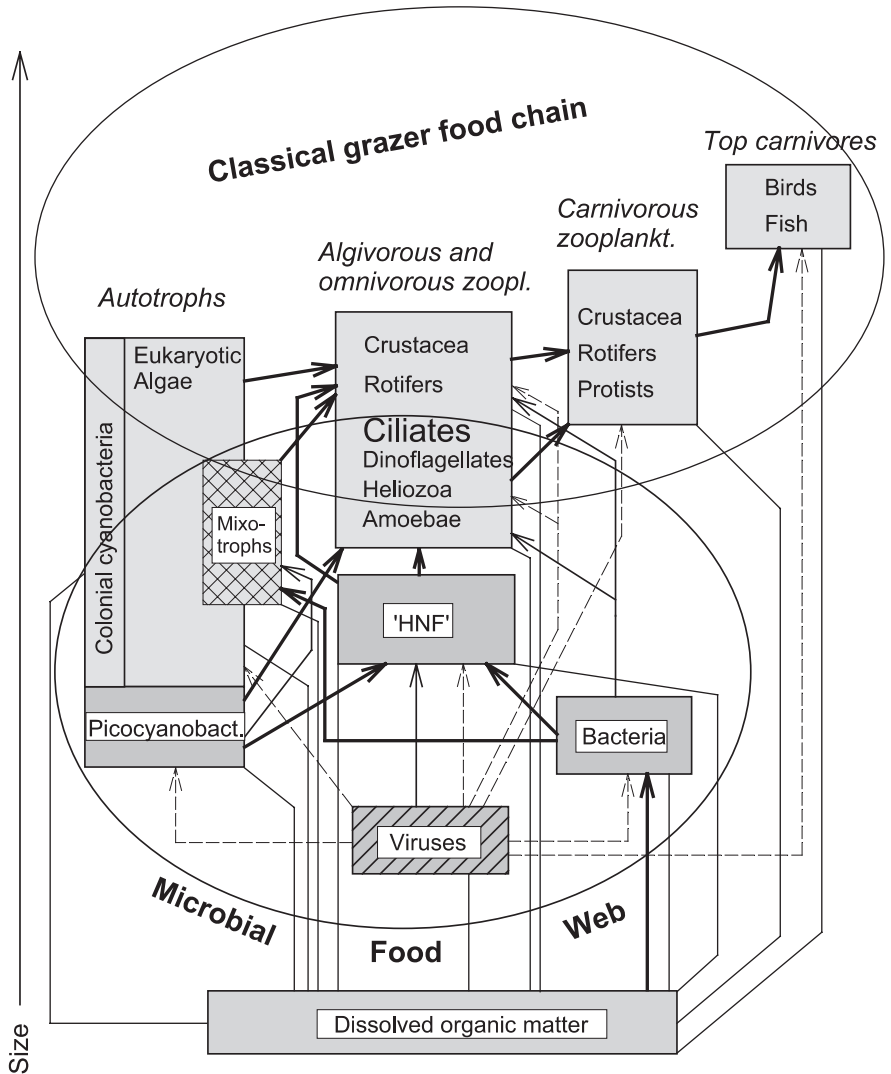 Classical grazer food chain
Top carnivores
Birds
Fish
Carnivorous
zooplankt.
Crustacea
Rotifers
Protists
Algivorous and
omnivorous zoopl.
Crustacea
Rotifers
Ciliates
Dinoflagellates
Heliozoa
Amoebae
Autotrophs
Eukaryotic
Algae
Colonial cyanobacteria
Mixo-
trophs
'HNF'
Picocyanobact.
Bacteria
Viruses
Microbial
Food
Web
Dissolved organic matter
Size